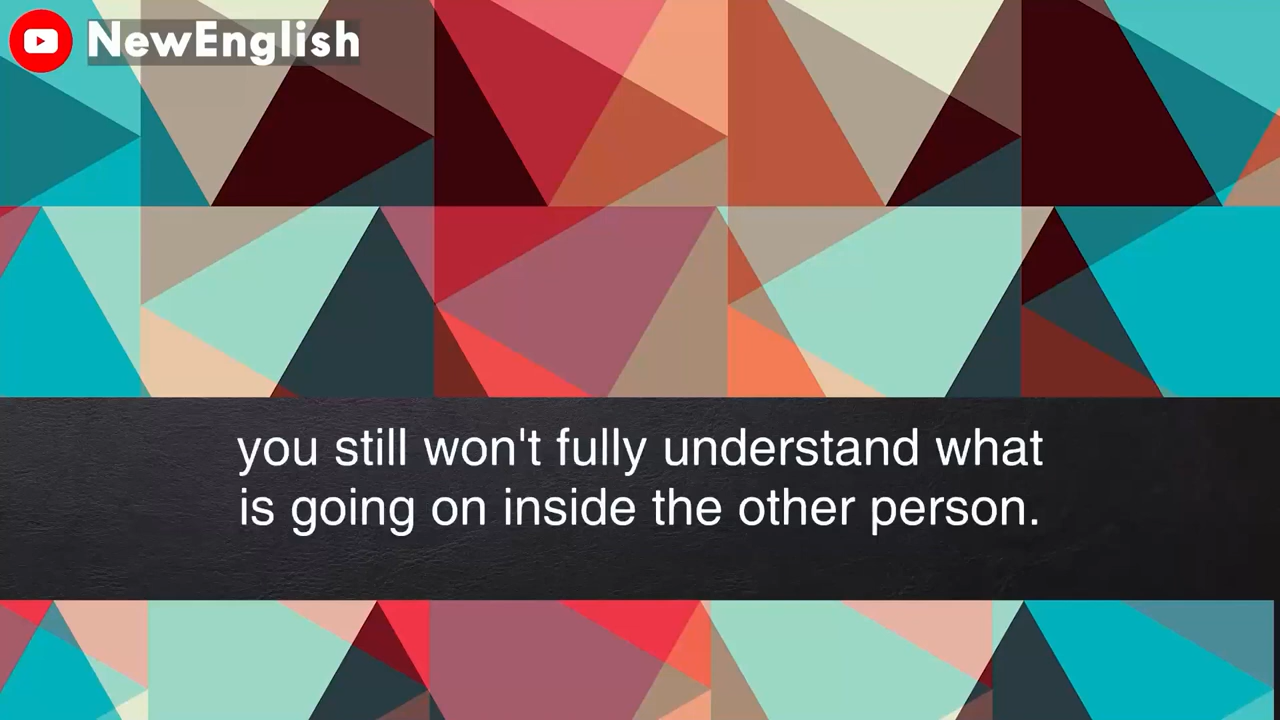 NewEnglish
you still won't fully understand what
is going on inside the other person.